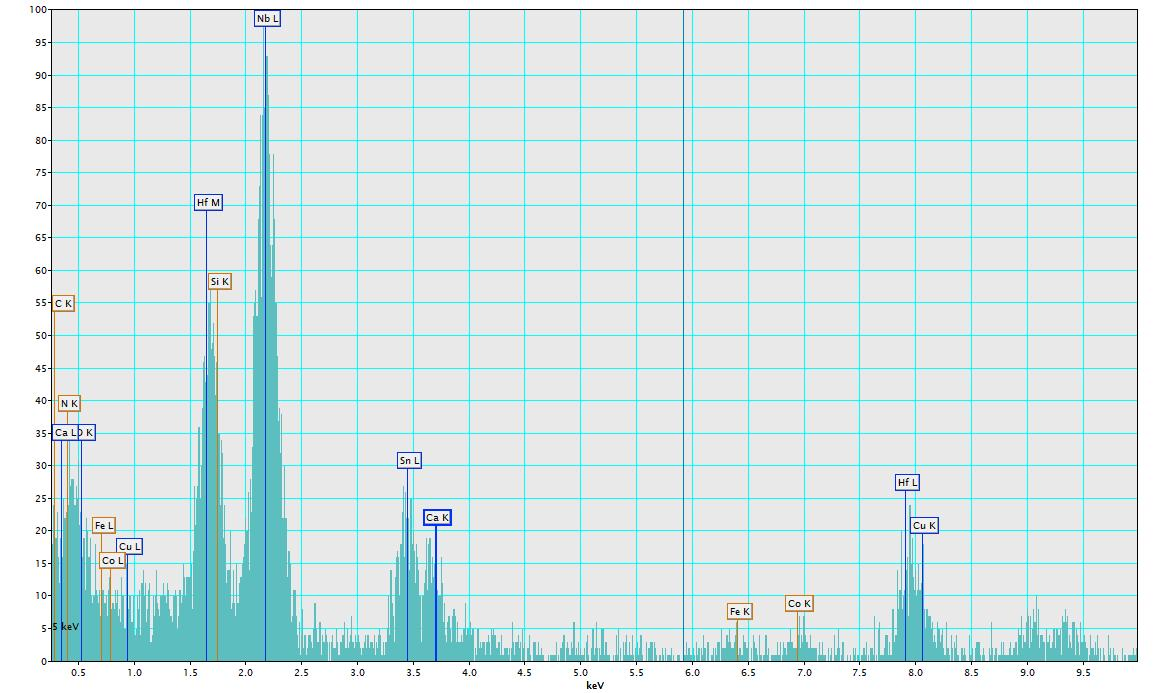 100
95
90
85
80
75
70
65
60
55
50
45
40
35
30
25
20
15
10
5
0
Nb L
Hf M
Si K
C K
N K
Ca L O K
Fe L
Cu L
Co L
5 keV
Sn L
Ca K
Hf L
Cu K
Fe K
Co K
0.5 1.0 1.5 2.0 2.5 3.0 3.5 4.0 4.5 5.0 5.5 6.0 6.5 7.0 7.5 8.0 8.5 9.0 9.5
keV